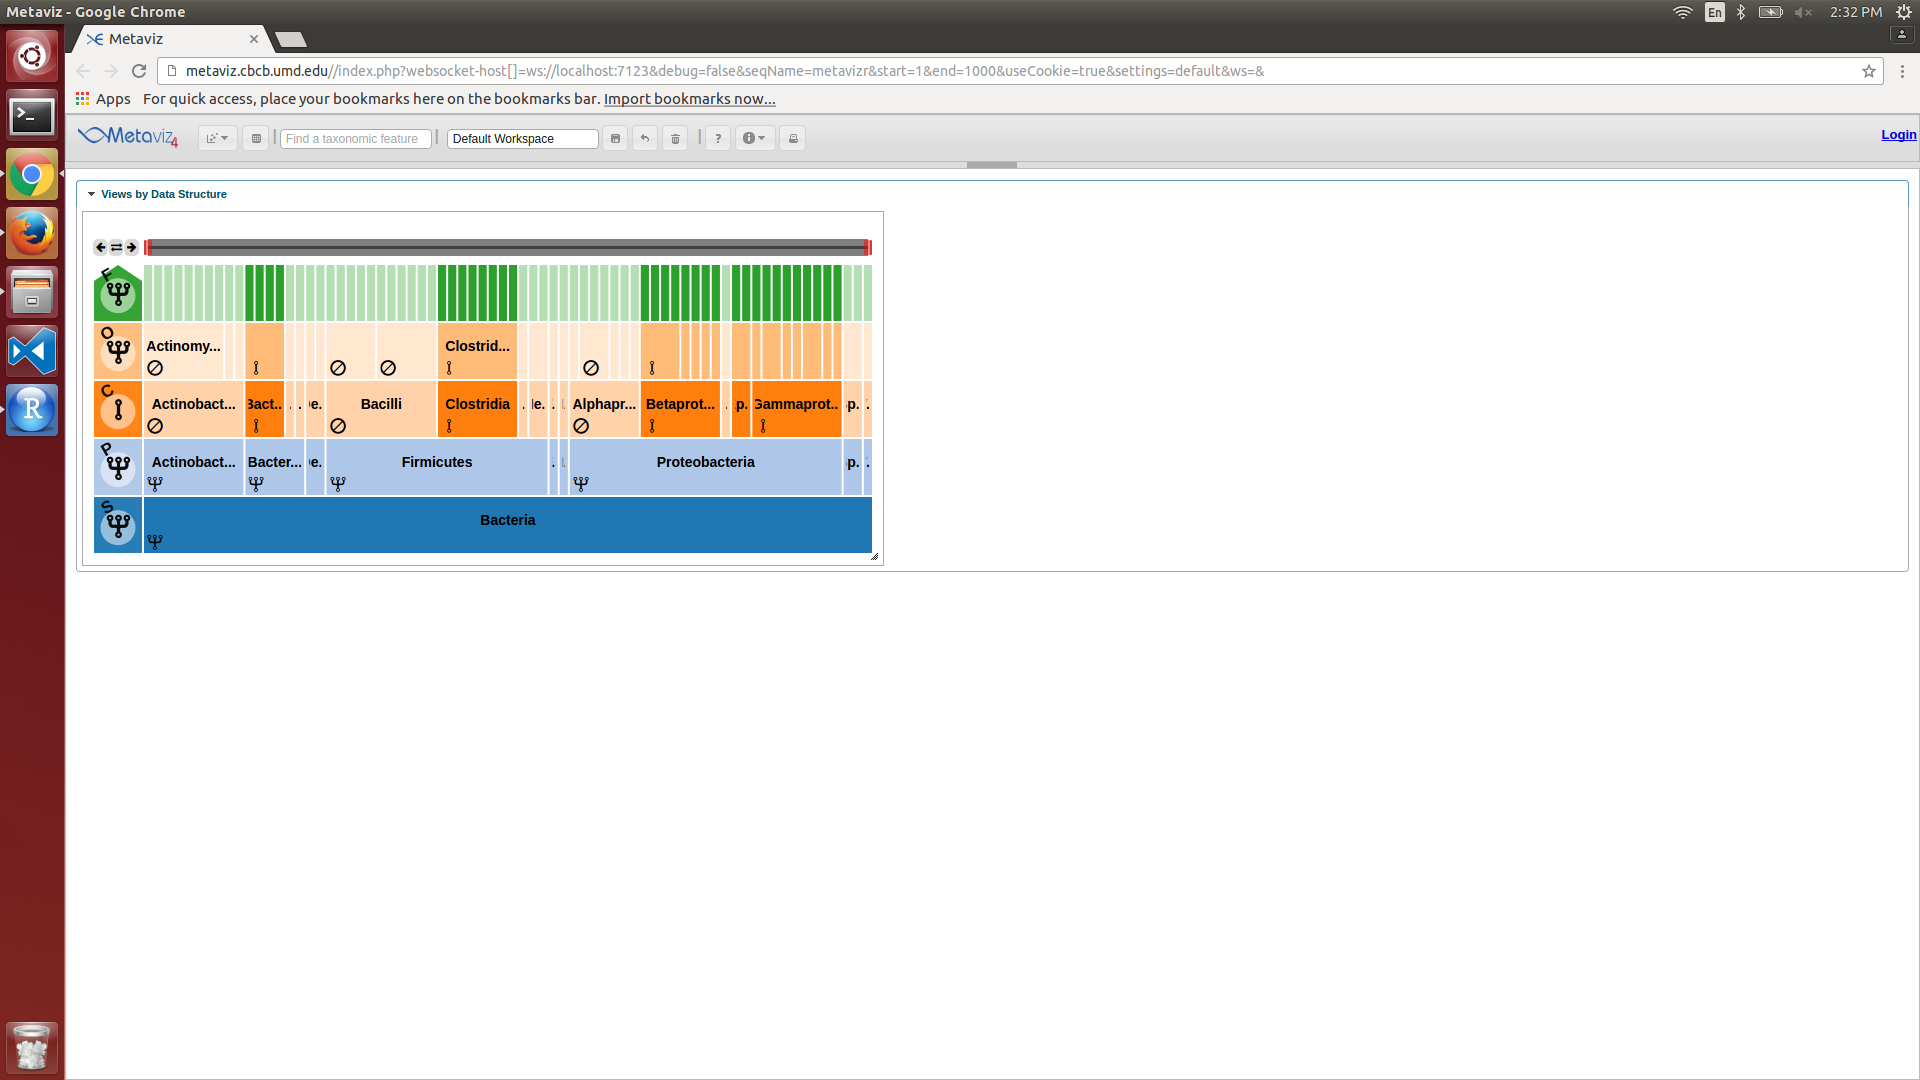 Metaviz - Google Chrome
En
2:32 PM
Metaviz
metaviz.cbcb.umd.edu//index.php?websocket-host[]=ws://localhost:7123&debug=false&seqName=metavizr&start=1&end=1000&useCookie=true&settings=default&ws=&
Apps For quick access, place your bookmarks here on the bookmarks bar. Import bookmarks now...
Metaviz4
Find a taxonomic feature
Default Workspace
?
Login
Views by Data Structure
F
O Actinomy... Clostrid...
C Actinobact... Bact.. Bacilli Clostridia Alphapr... Betaprot... p. Gammaprot..
P Actinobact... Bacter... Firmicutes Proteobacteria
S Bacteria
R